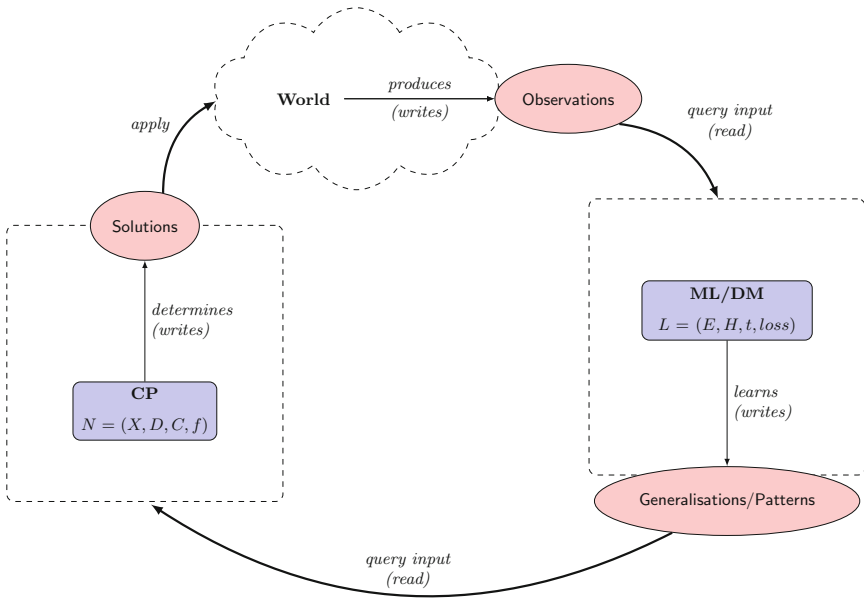 World
produces
(writes)
Observations
query input
(read)
apply
Solutions
determines
(writes)
CP
N = (X, D, C, f)
ML/DM
L = (E, H, t, loss)
learns
(writes)
Generalisations/Patterns
query input
(read)